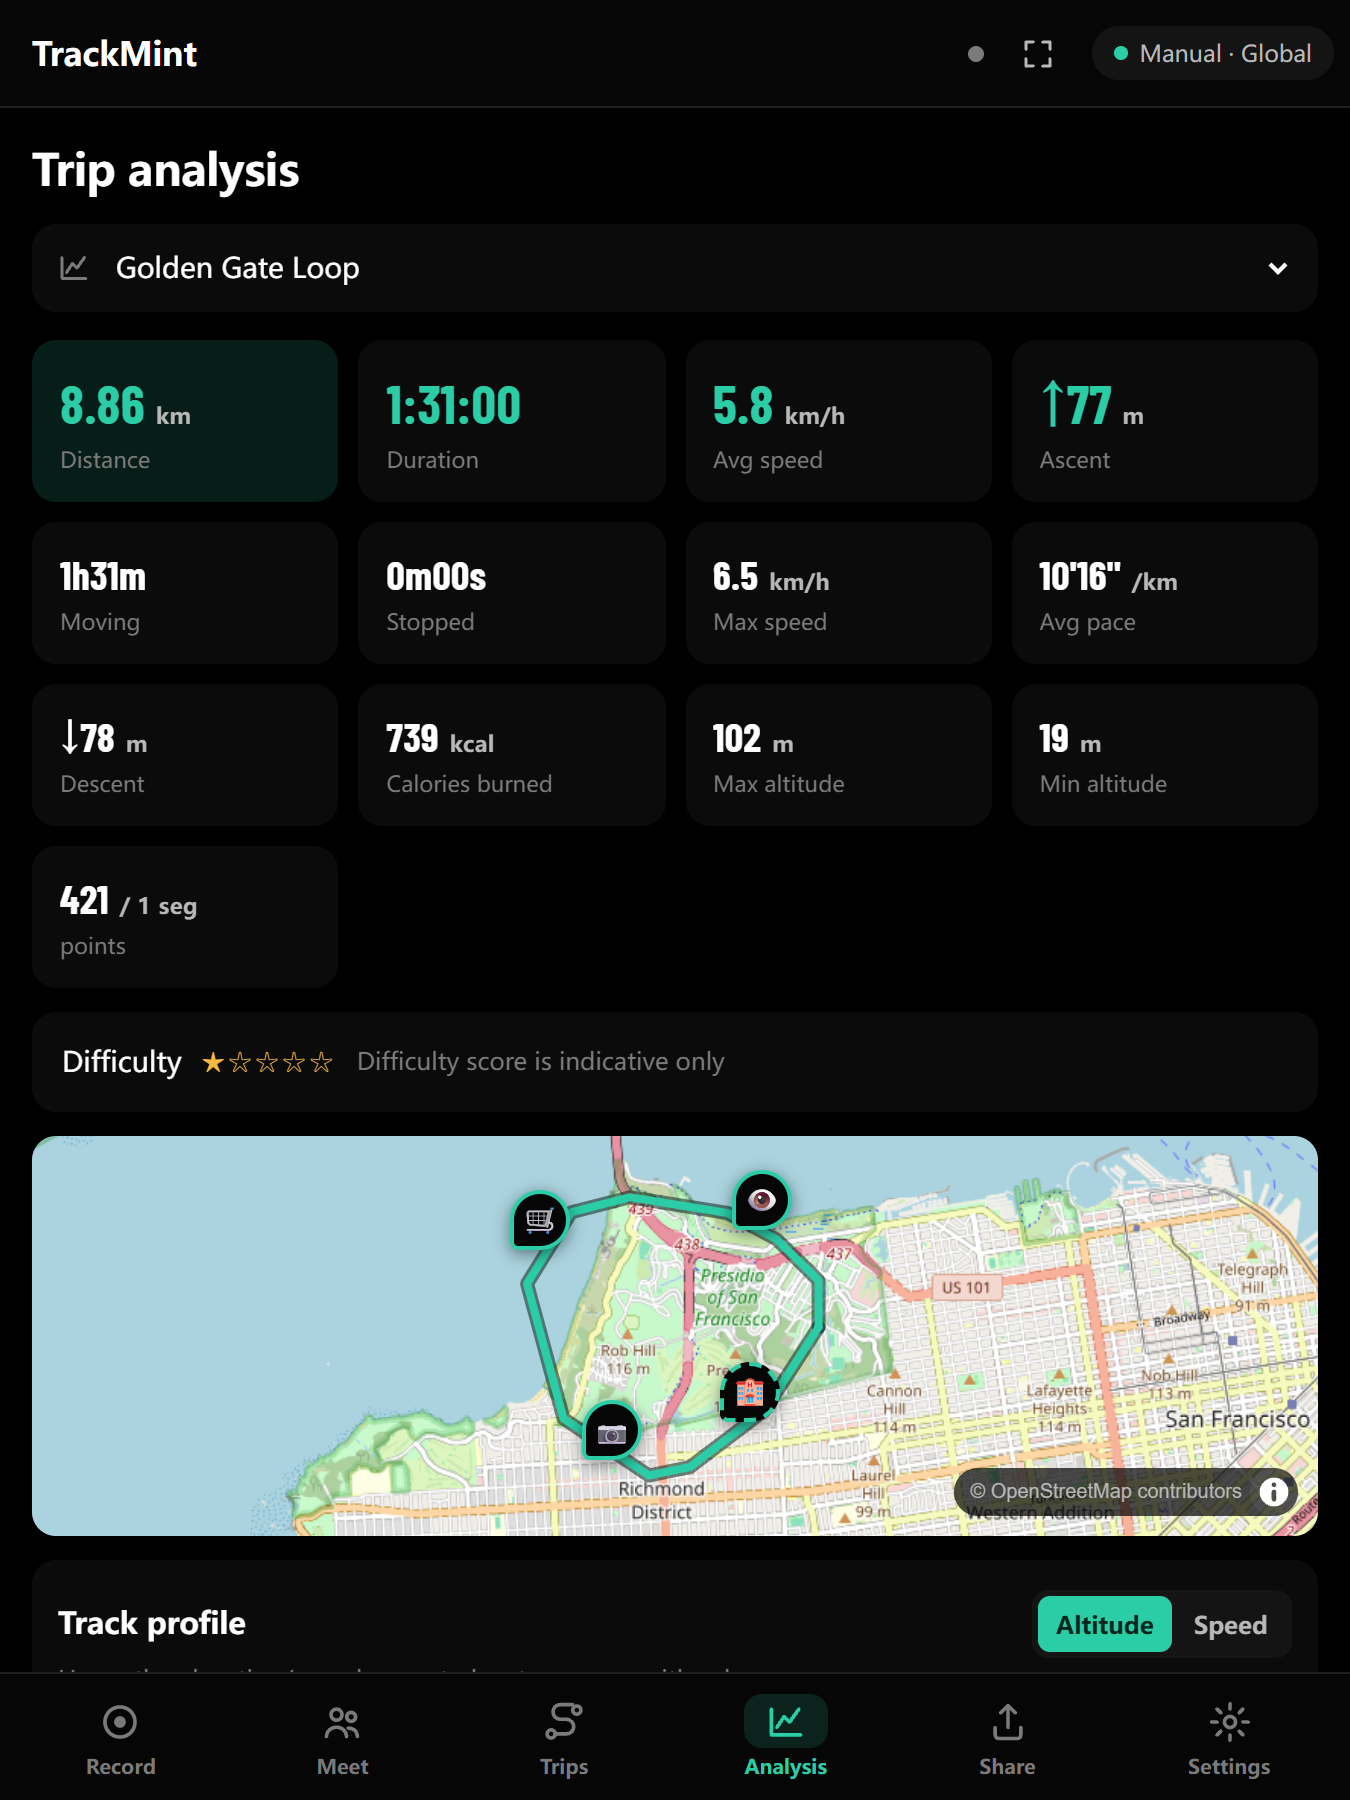 TrackMint
Manual · Global
Trip analysis
Golden Gate Loop
8.86 km
Distance
1:31:00
Duration
5.8 km/h
Avg speed
↑77 m
Ascent
1h31m
Moving
0m00s
Stopped
6.5 km/h
Max speed
10'16" /km
Avg pace
↓78 m
Descent
739 kcal
Calories burned
102 m
Max altitude
19 m
Min altitude
421 / 1 seg
points
Difficulty ★☆☆☆☆ Difficulty score is indicative only
439
438
437
Presidio
of San
Francisco
US 101
Telegraph
Hill
91 m
Broadway
Rob Hill
116 m
Cannon
Hill
114 m
Lafayette
Heights
114 m
Nob Hill
113 m
San Francisco
Richmond
District
Laurel
Hill
99 m
© OpenStreetMap contributors
Western Addition
Track profile
Altitude
Speed
Record
Meet
Trips
Analysis
Share
Settings